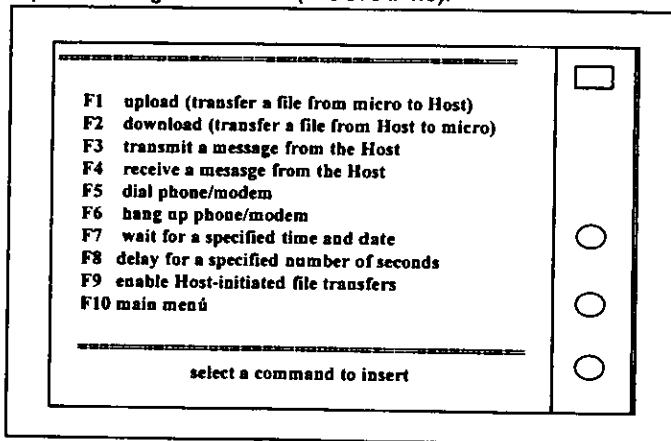 F1 upload (transfer a file from micro to Host)
F2 download (transfer a file from Host to micro)
F3 transmit a message from the Host
F4 receive a mesasge from the Host
F5 dial phone/modem
F6 hang up phone/modem
F7 wait for a specified time and date
F8 delay for a specified number of seconds
F9 enable Host-initiated file transfers
F10 main menú
select a command to insert